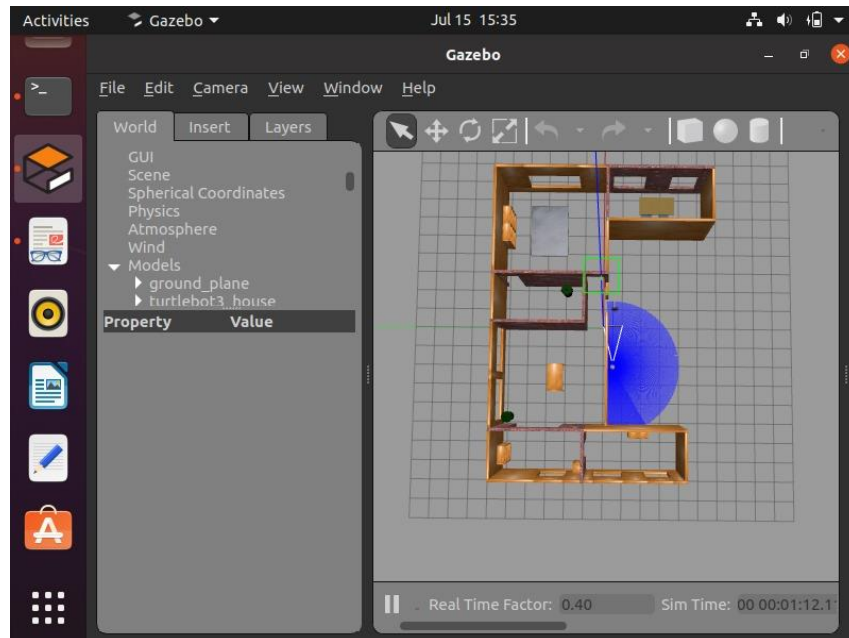 Activities Gazebo Jul 15 15:35
Gazebo
File Edit Camera View Window Help
World Insert Layers
GUI
Scene
Spherical Coordinates
Physics
Atmosphere
Wind
Models
ground_plane
turtlebot3_house
Property Value
Real Time Factor: 0.40 Sim Time: 00 00:01:12.1